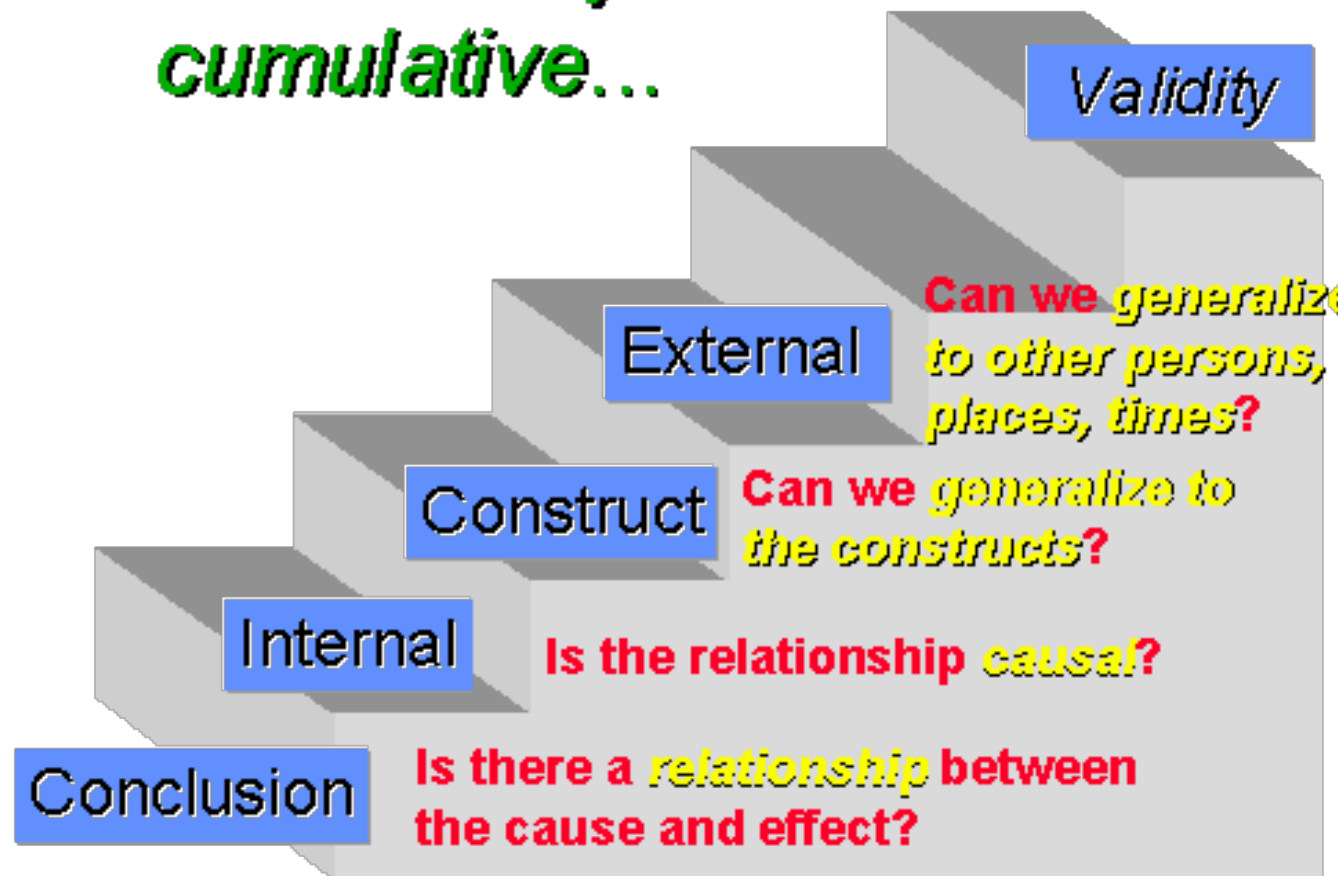 cumulative...
Validity
External
Can we generalize
to other persons,
places, times?
Construct
Can we generalize to
the constructs?
Internal
Is the relationship causal?
Conclusion
Is there a relationship between
the cause and effect?